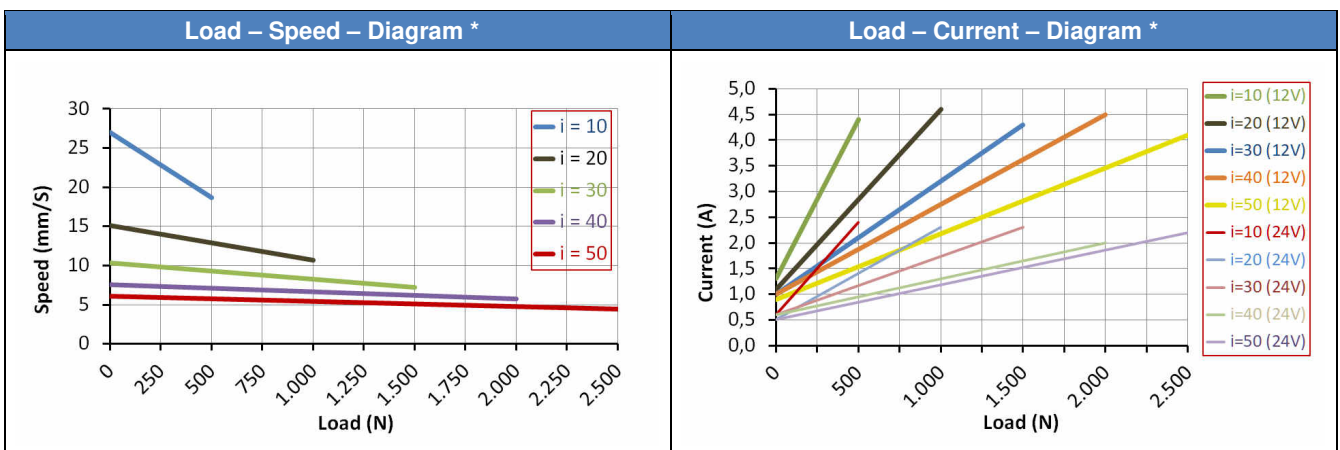 Load – Speed – Diagram *
Load – Current – Diagram *
30
25
20
15
10
5
0
Speed (mm/S)
0
250
500
750
1.000
1.250
1.500
1.750
2.000
2.250
2.500
Load (N)
i = 10
i = 20
i = 30
i = 40
i = 50
5,0
4,5
4,0
3,5
3,0
2,5
2,0
1,5
1,0
0,5
0,0
Current (A)
0
500
1.000
1.500
2.000
2.500
Load (N)
i=10 (12V)
i=20 (12V)
i=30 (12V)
i=40 (12V)
i=50 (12V)
i=10 (24V)
i=20 (24V)
i=30 (24V)
i=40 (24V)
i=50 (24V)